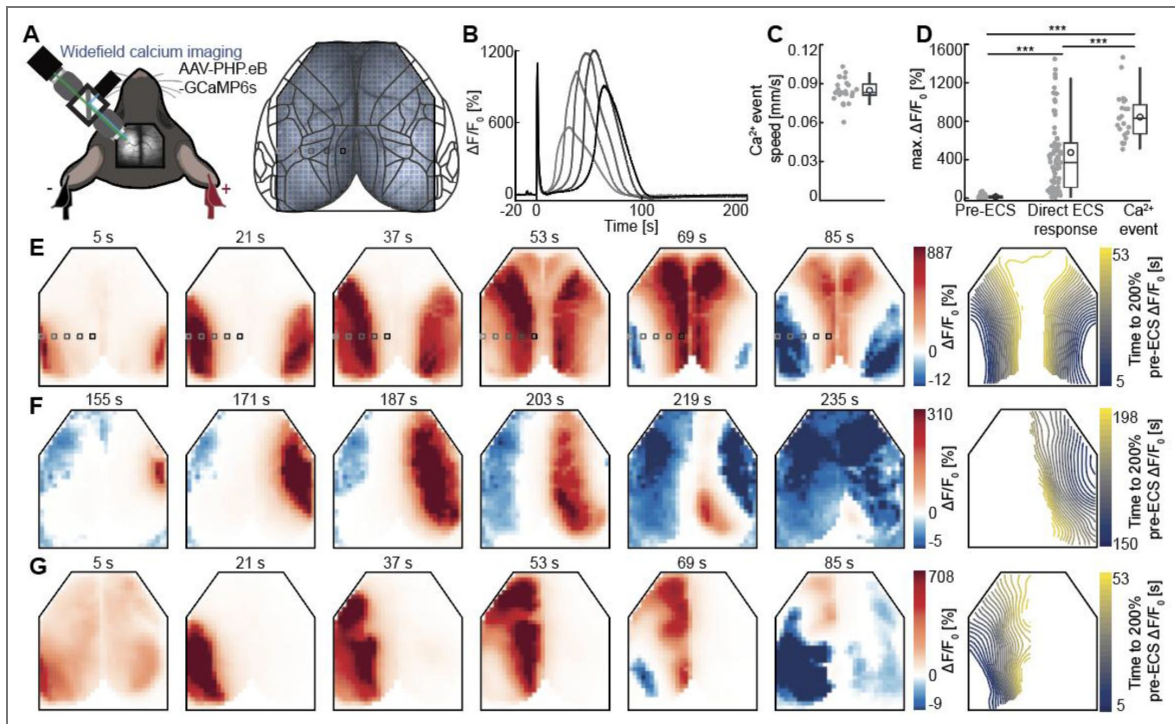 A
Widefield calcium imaging
AAV-PHP.eB
-GCaMP6s
-
+
B
1200
600
0
ΔF/F₀ [%]
-20 0 100 200
Time [s]
C
0.12
0.09
0.06
0.03
0
Ca²⁺ event
speed [mm/s]
D
1600
1200
800
400
0
max. ΔF/F₀ [%]
***
***
***
Pre-ECS
Direct ECS
response
Ca²⁺
event
E
5 s 21 s 37 s 53 s 69 s 85 s
887
0
-12
ΔF/F₀ [%]
53
5
Time to 200%
pre-ECS ΔF/F₀ [s]
F
155 s 171 s 187 s 203 s 219 s 235 s
310
0
-5
ΔF/F₀ [%]
198
150
Time to 200%
pre-ECS ΔF/F₀ [s]
G
5 s 21 s 37 s 53 s 69 s 85 s
708
0
-9
ΔF/F₀ [%]
53
5
Time to 200%
pre-ECS ΔF/F₀ [s]